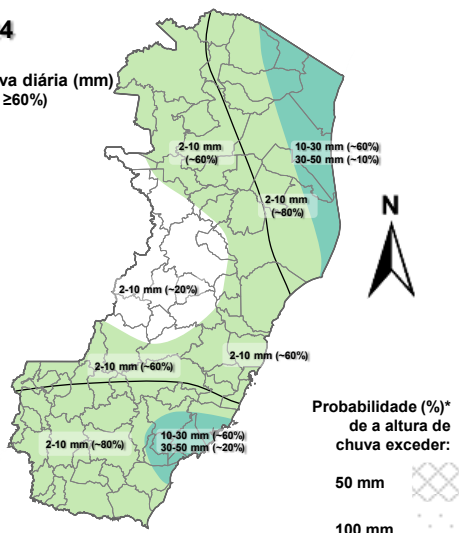 4
va diária (mm)
≥60%)
2-10 mm
(~60%)
10-30 mm (~60%)
30-50 mm (~10%)
2-10 mm
(~80%)
N
2-10 mm (~20%)
2-10 mm (~60%)
2-10 mm (~60%)
Probabilidade (%)*
de a altura de
chuva exceder:
10-30 mm (~60%)
30-50 mm (~20%)
2-10 mm (~80%)
50 mm
100 mm